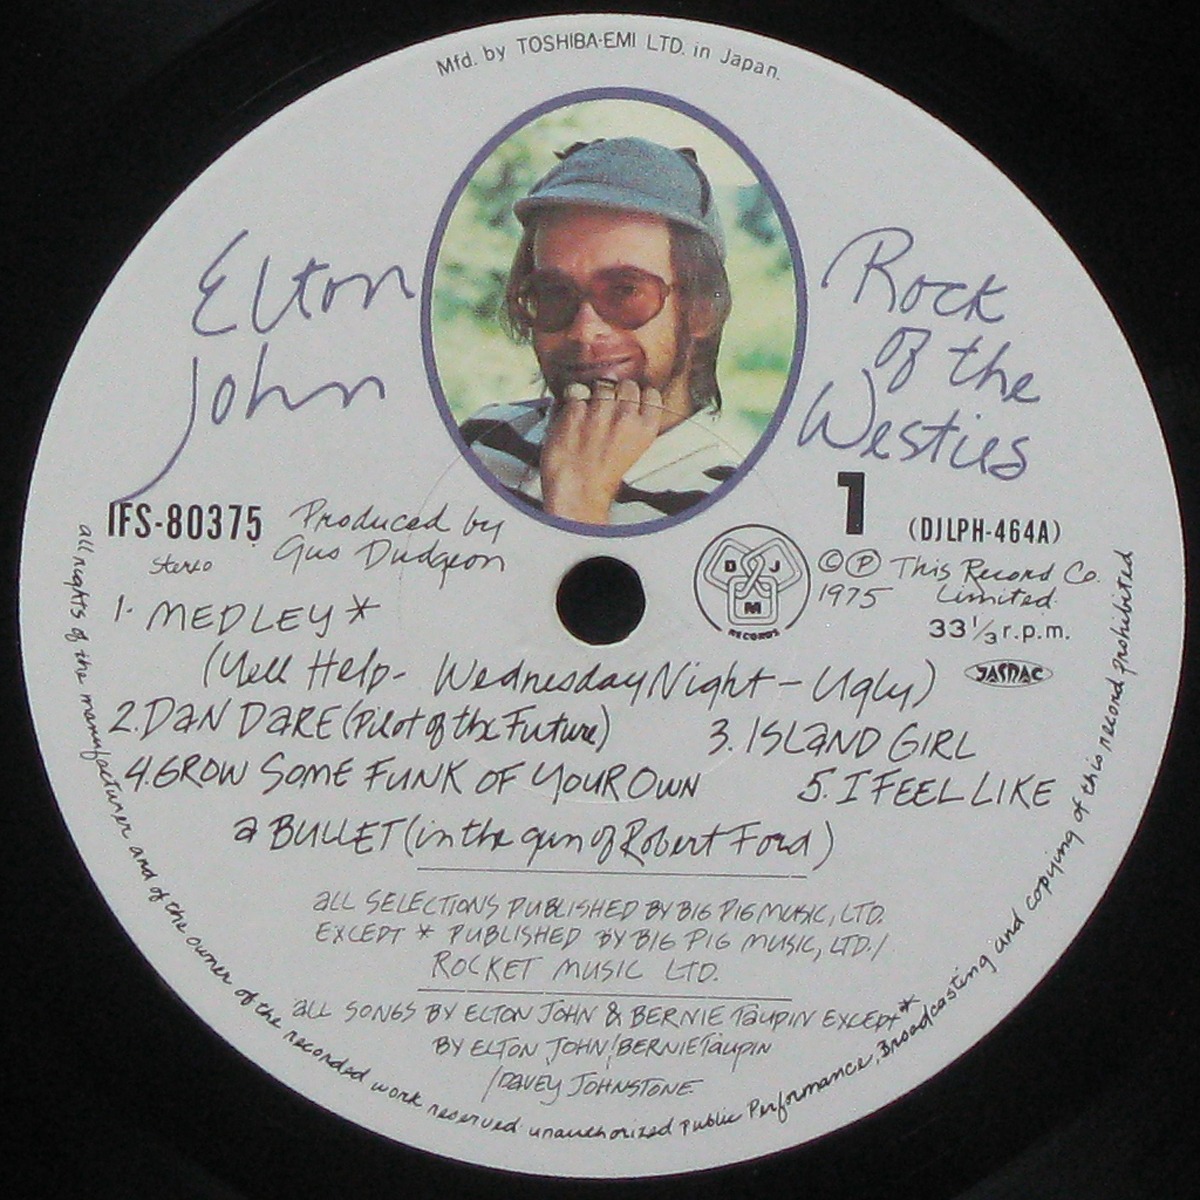 Mfd. by TOSHIBA-EMI LTD. in Japan.
Elton
John
Rock
of the
Westies
IFS-80375
Stereo
Produced by
Gus Dudgeon
1
(DJLPH-464A)
D J
M
RECORDS
© ℗ This Record Co.
1975 Limited.
33 1/3 r.p.m.
JASRAC
1. MEDLEY *
(Yell Help - Wednesday Night - Ugly)
2. DAN DARE (Pilot of the Future) 3. ISLAND GIRL
4. GROW SOME FUNK OF YOUR OWN 5. I FEEL LIKE
a BULLET (in the gun of Robert Ford)
all SELECTIONS PUBLISHED BY BIG PIG MUSIC, LTD.
EXCEPT * PUBLISHED BY BIG PIG MUSIC, LTD. /
ROCKET MUSIC LTD.
all SONGS BY ELTON JOHN & BERNIE TAUPIN EXCEPT *
BY ELTON JOHN / BERNIE TAUPIN
/ DAVEY JOHNSTONE
all rights of the manufacturer and of the owner of the recorded work reserved. unauthorized public Performance, Broadcasting and copying of this record prohibited